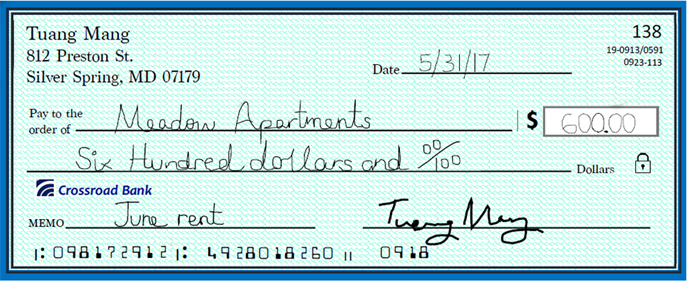 Tuang Mang
138
812 Preston St.
19-0913/0591
Silver Spring, MD 07179
0923-113
Date 5/31/17
Pay to the
order of Meadow Apartments $ 600.00
Six Hundred dollars and 00/100 Dollars
Crossroad Bank
MEMO June rent Tuang Mang
⑆098172912⑆ 4928018260⑈ 0918